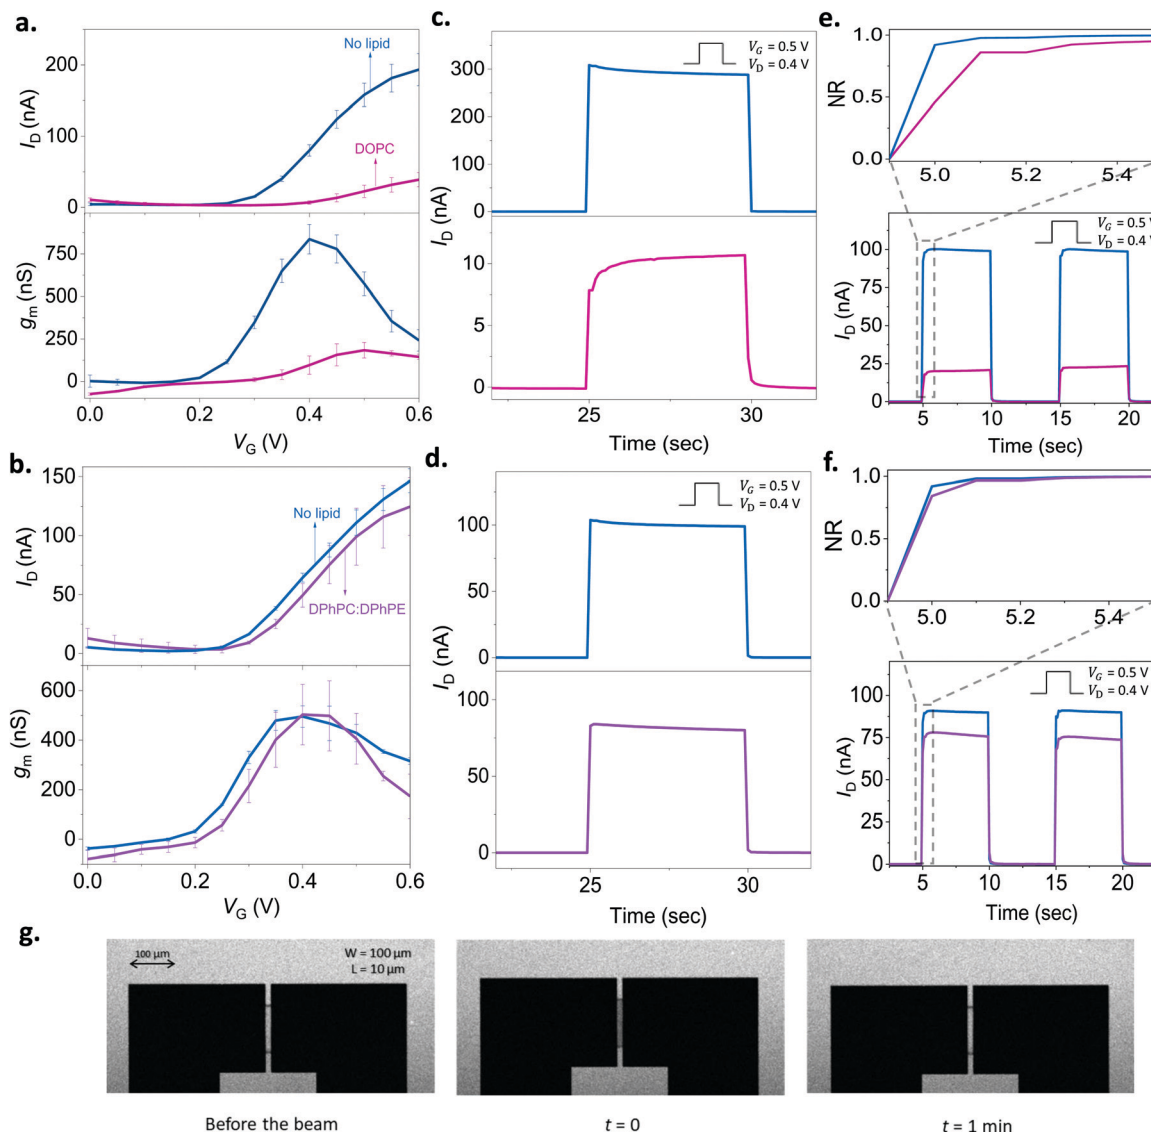 a.
No lipid
DOPC
200
100
0
I_D (nA)
750
500
250
0
g_m (nS)
0.0 0.2 0.4 0.6
V_G (V)
b.
No lipid
DPhPC:DPhPE
150
100
50
0
I_D (nA)
600
400
200
0
g_m (nS)
0.0 0.2 0.4 0.6
V_G (V)
c.
V_G = 0.5 V
V_D = 0.4 V
300
200
100
0
10
5
0
I_D (nA)
25 30
Time (sec)
d.
V_G = 0.5 V
V_D = 0.4 V
100
50
0
100
50
0
I_D (nA)
25 30
Time (sec)
e.
1.0
0.5
0.0
NR
5.0 5.2 5.4
V_G = 0.5 V
V_D = 0.4 V
125
100
75
50
25
0
I_D (nA)
5 10 15 20
Time (sec)
f.
1.0
0.5
0.0
NR
5.0 5.2 5.4
V_G = 0.5 V
V_D = 0.4 V
100
75
50
25
0
I_D (nA)
5 10 15 20
Time (sec)
g.
100 μm
W = 100 μm
L = 10 μm
Before the beam
t = 0
t = 1 min